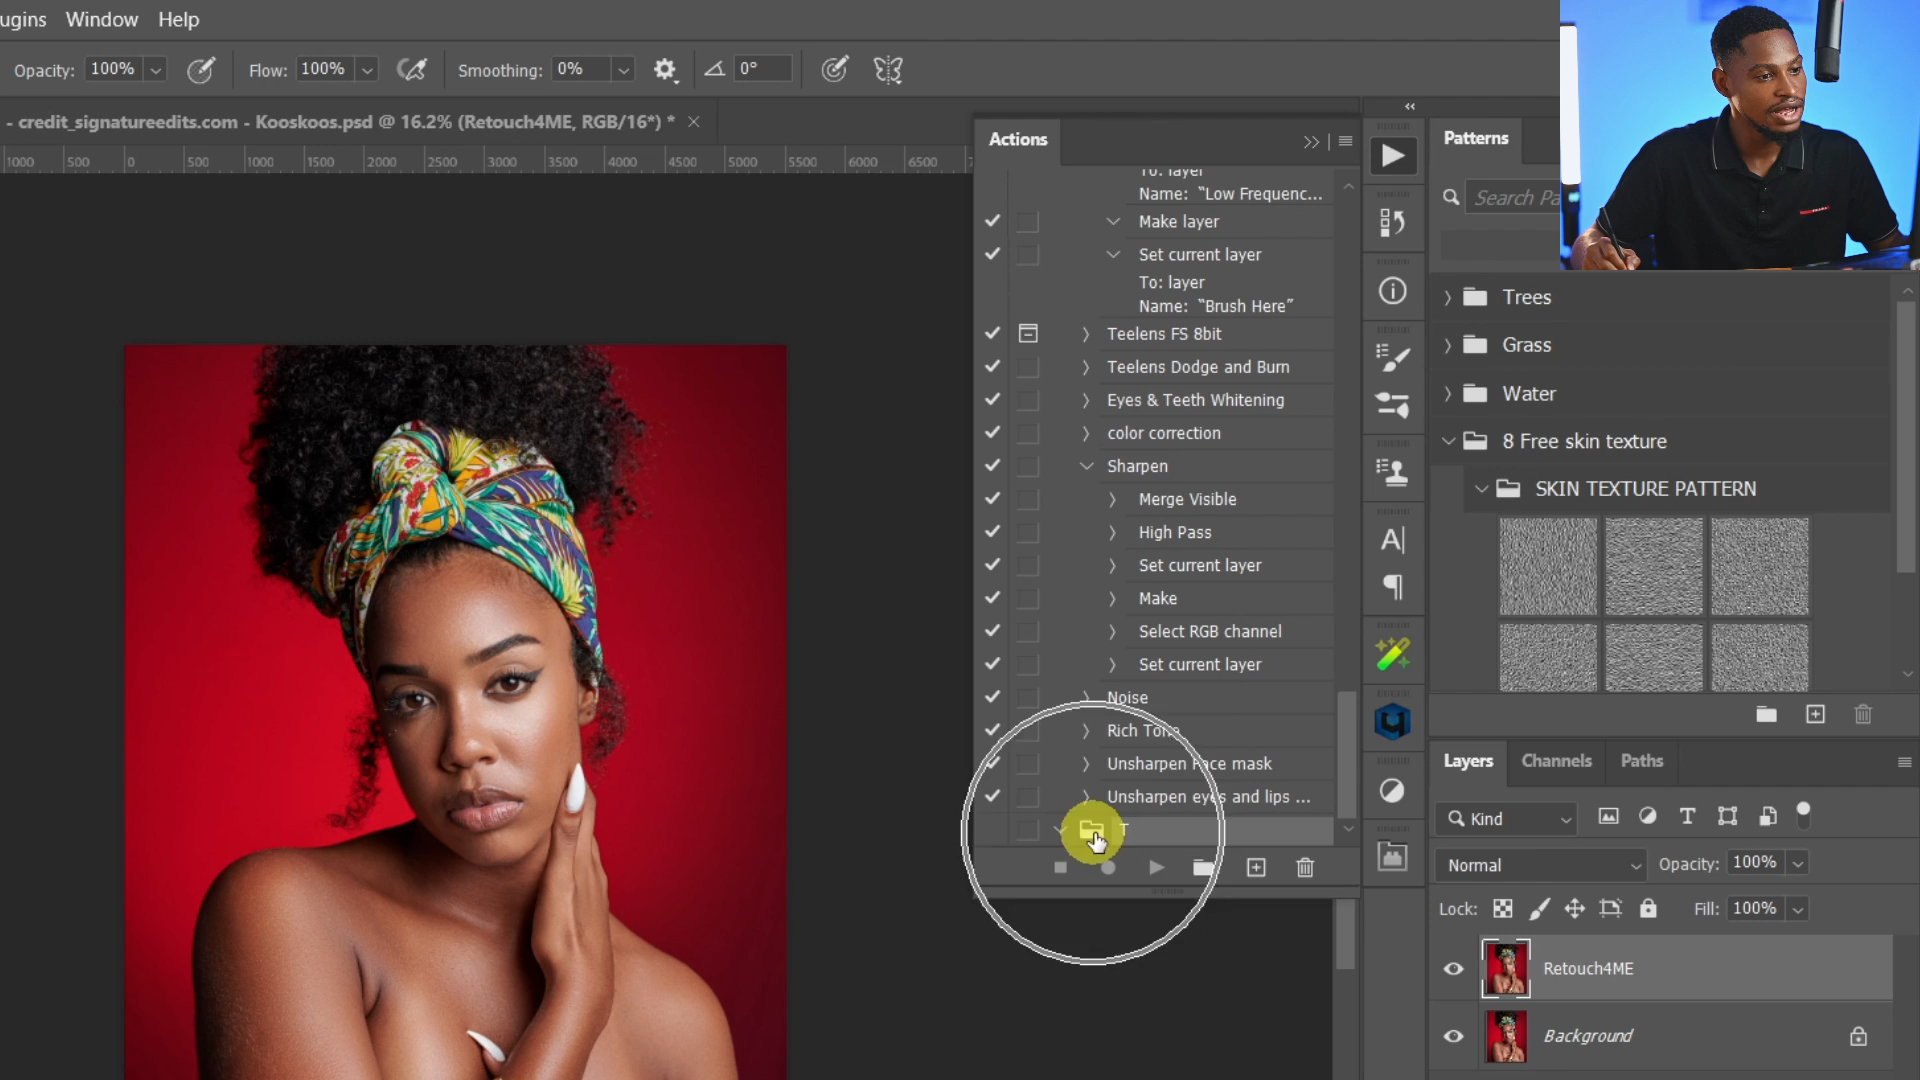 ugins Window Help
Opacity: 100% Flow: 100% Smoothing: 0% 0°
- credit_signatureedits.com - Kooskoos.psd @ 16.2% (Retouch4ME, RGB/16*) *
1000 500 0 500 1000 1500 2000 2500 3000 3500 4000 4500 5000 5500 6000 6500
Actions
To: layer
Name: “Low Frequenc...
Make layer
Set current layer
To: layer
Name: “Brush Here”
Teelens FS 8bit
Teelens Dodge and Burn
Eyes & Teeth Whitening
color correction
Sharpen
Merge Visible
High Pass
Set current layer
Make
Select RGB channel
Set current layer
Noise
Rich Tone
Unsharpen Face mask
Unsharpen eyes and lips ...
T
Patterns
Search Pa
Trees
Grass
Water
8 Free skin texture
SKIN TEXTURE PATTERN
Layers Channels Paths
Kind
Normal Opacity: 100%
Lock: Fill: 100%
Retouch4ME
Background